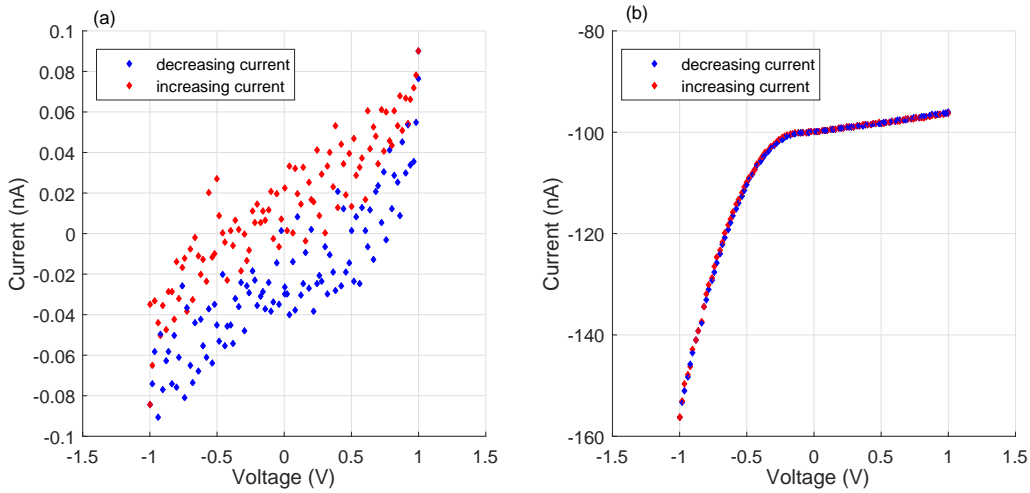 (a)
decreasing current
increasing current
0.1
0.08
0.06
0.04
0.02
0
-0.02
-0.04
-0.06
-0.08
-0.1
Current (nA)
-1.5 -1 -0.5 0 0.5 1 1.5
Voltage (V)
(b)
decreasing current
increasing current
-80
-100
-120
-140
-160
Current (nA)
-1.5 -1 -0.5 0 0.5 1 1.5
Voltage (V)